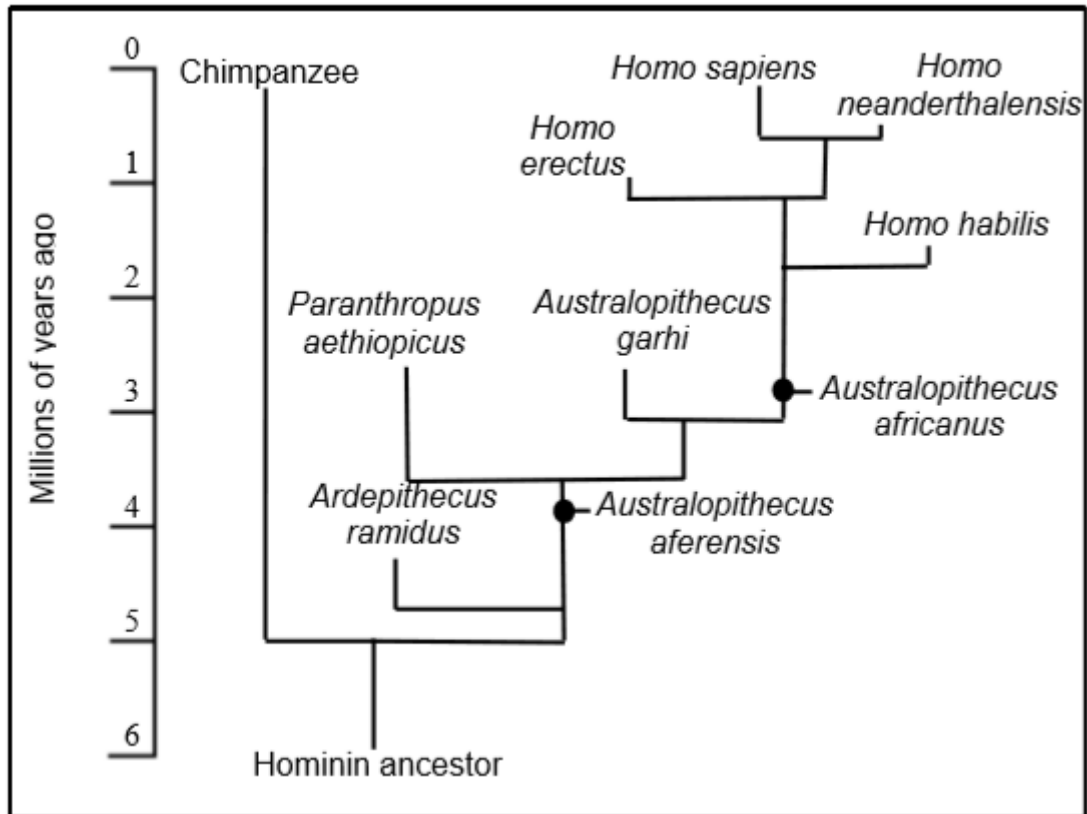 0
Chimpanzee
Homo sapiens
Homo
neanderthalensis
Homo
erectus
1
Homo habilis
2
Paranthropus
aethiopicus
Australopithecus
garhi
3
Australopithecus
africanus
Ardepithecus
ramidus
4
Australopithecus
aferensis
5
6
Hominin ancestor
Millions of years ago